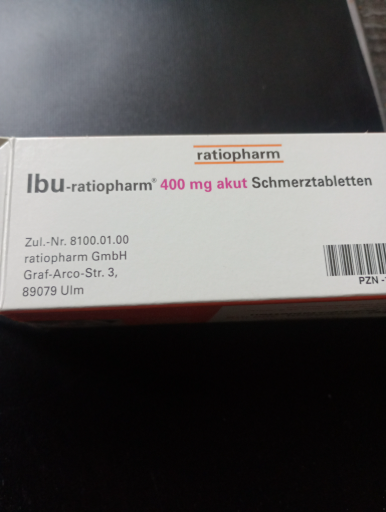 ratiopharm
Ibu-ratiopharm® 400 mg akut Schmerztabletten
Zul.-Nr. 8100.01.00
ratiopharm GmbH
Graf-Arco-Str. 3,
89079 Ulm
PZN -